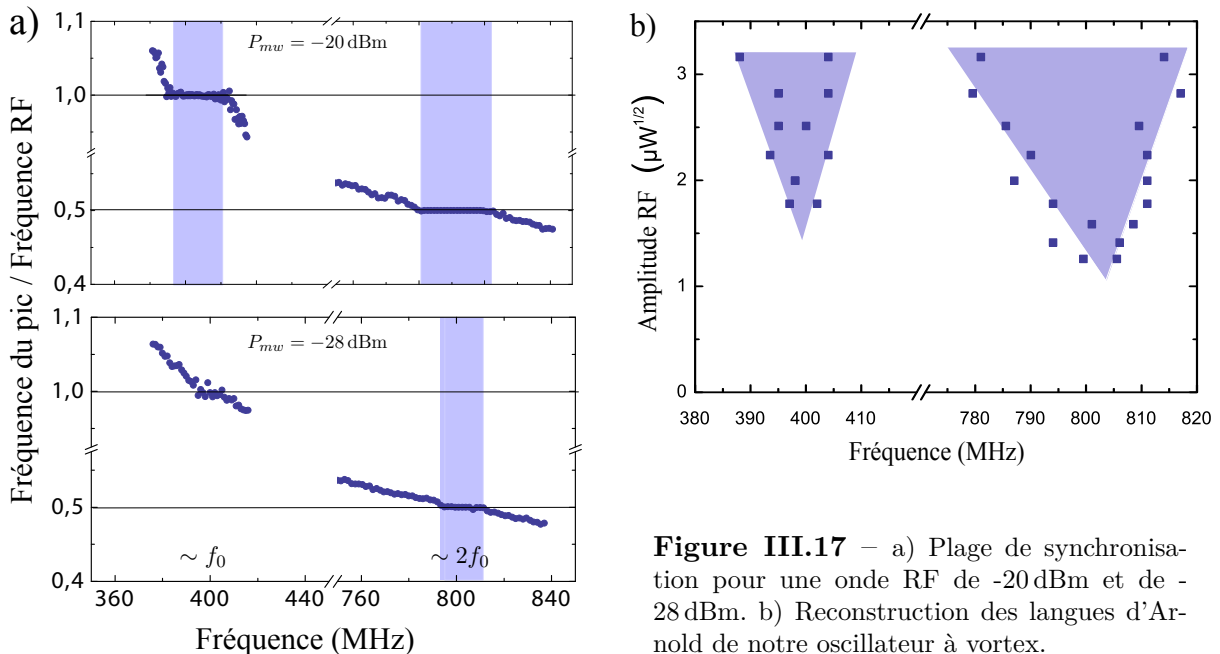 a)
P_mw = −20 dBm
1,1
1,0
0,5
0,4
P_mw = −28 dBm
1,1
1,0
0,5
0,4
∼ f_0
∼ 2f_0
360 400 440 760 800 840
Fréquence (MHz)
Fréquence du pic / Fréquence RF
b)
3
2
1
0
Amplitude RF (µW^1/2)
380 390 400 410 780 790 800 810 820
Fréquence (MHz)
Figure III.17 – a) Plage de synchronisa-
tion pour une onde RF de -20 dBm et de -
28 dBm. b) Reconstruction des langues d'Ar-
nold de notre oscillateur à vortex.